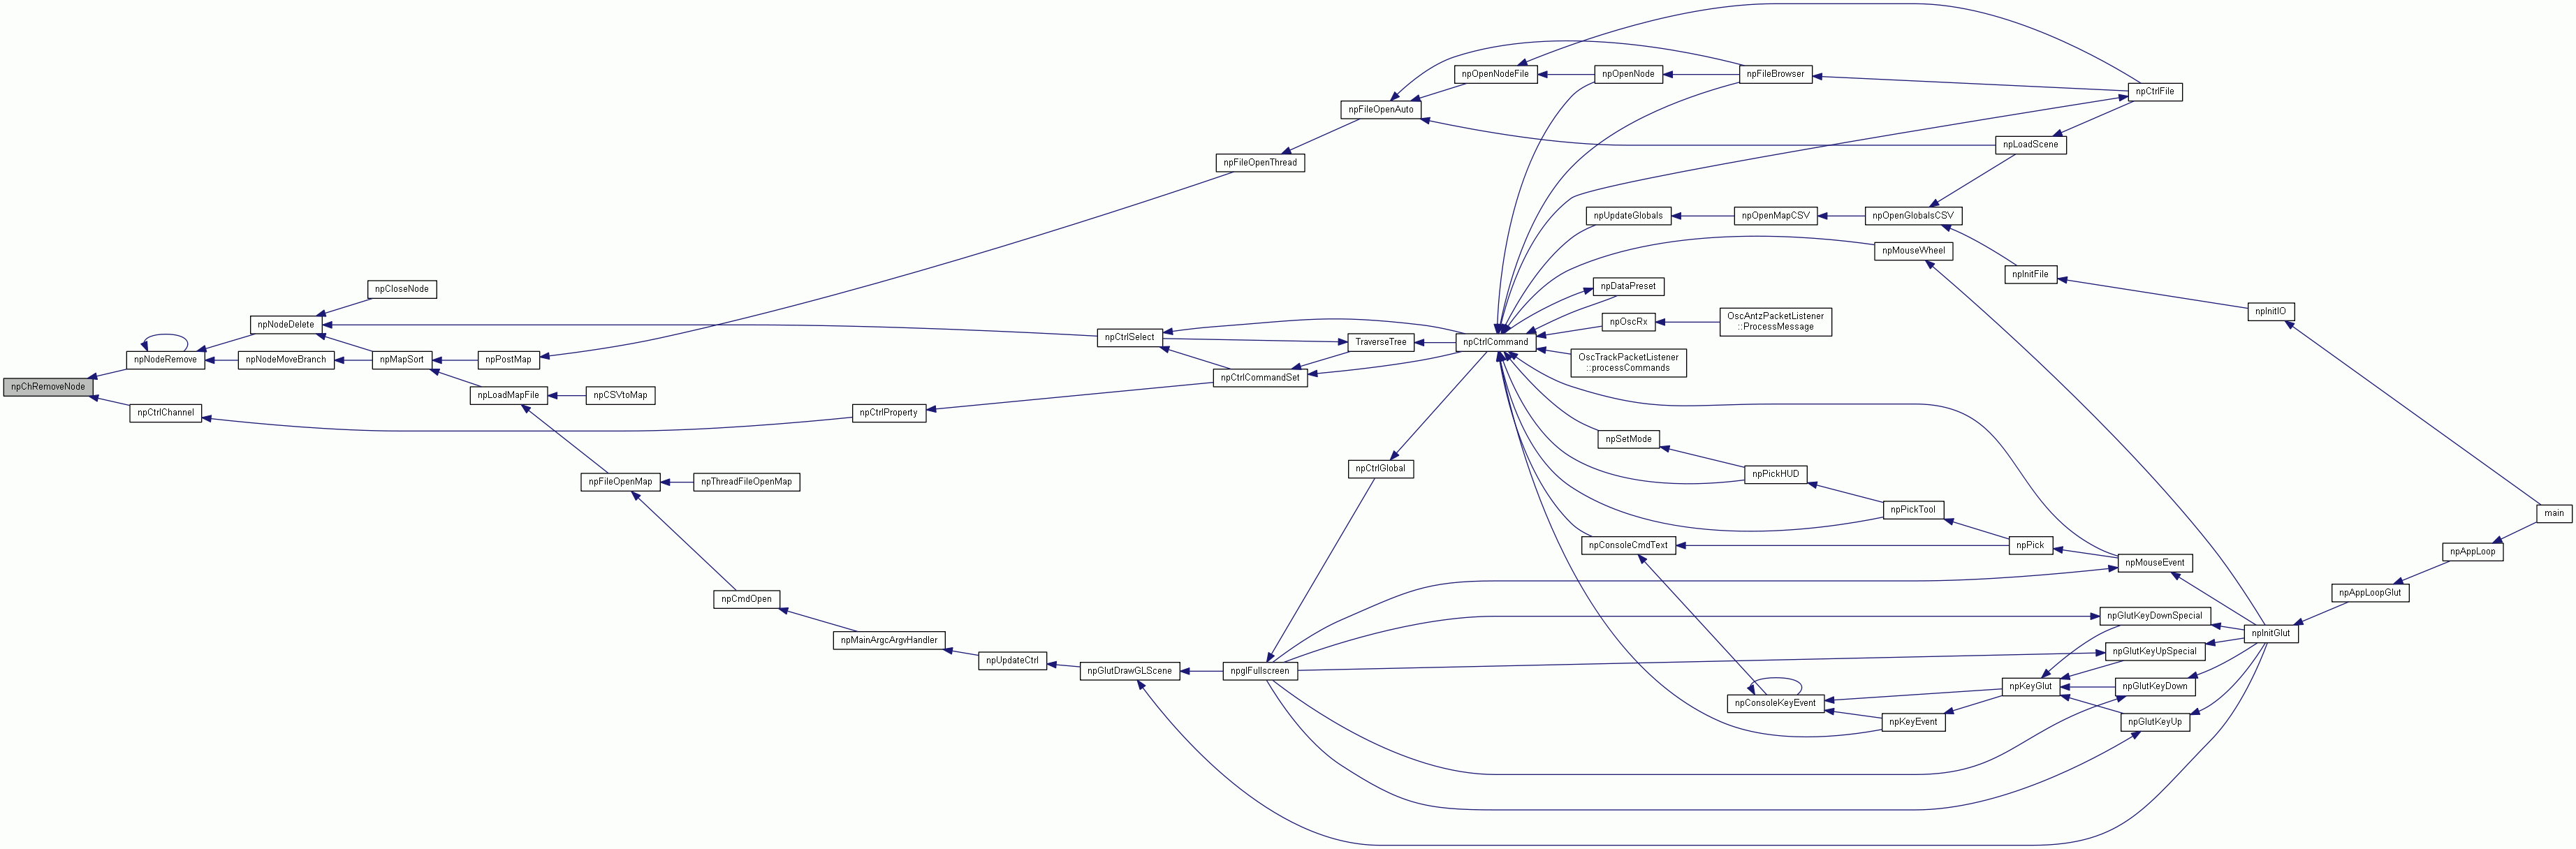 npOpenNodeFile
npOpenNode
npFileBrowser
npCtrlFile
npFileOpenAuto
npLoadScene
npFileOpenThread
npUpdateGlobals
npOpenMapCSV
npOpenGlobalsCSV
npMouseWheel
npInitFile
npCloseNode
npDataPreset
npInitIO
npNodeDelete
npOscRx
OscAntzPacketListener
::ProcessMessage
npCtrlSelect
TraverseTree
npCtrlCommand
npNodeRemove
npNodeMoveBranch
npMapSort
npPostMap
OscTrackPacketListener
::processCommands
npChRemoveNode
npCtrlCommandSet
npLoadMapFile
npCSVtoMap
npCtrlChannel
npCtrlProperty
npSetMode
npCtrlGlobal
npPickHUD
npFileOpenMap
npThreadFileOpenMap
npPickTool
main
npConsoleCmdText
npPick
npAppLoop
npMouseEvent
npAppLoopGlut
npCmdOpen
npGlutKeyDownSpecial
npInitGlut
npMainArgcArgvHandler
npGlutKeyUpSpecial
npUpdateCtrl
npGlutDrawGLScene
npglFullscreen
npKeyGlut
npGlutKeyDown
npConsoleKeyEvent
npKeyEvent
npGlutKeyUp